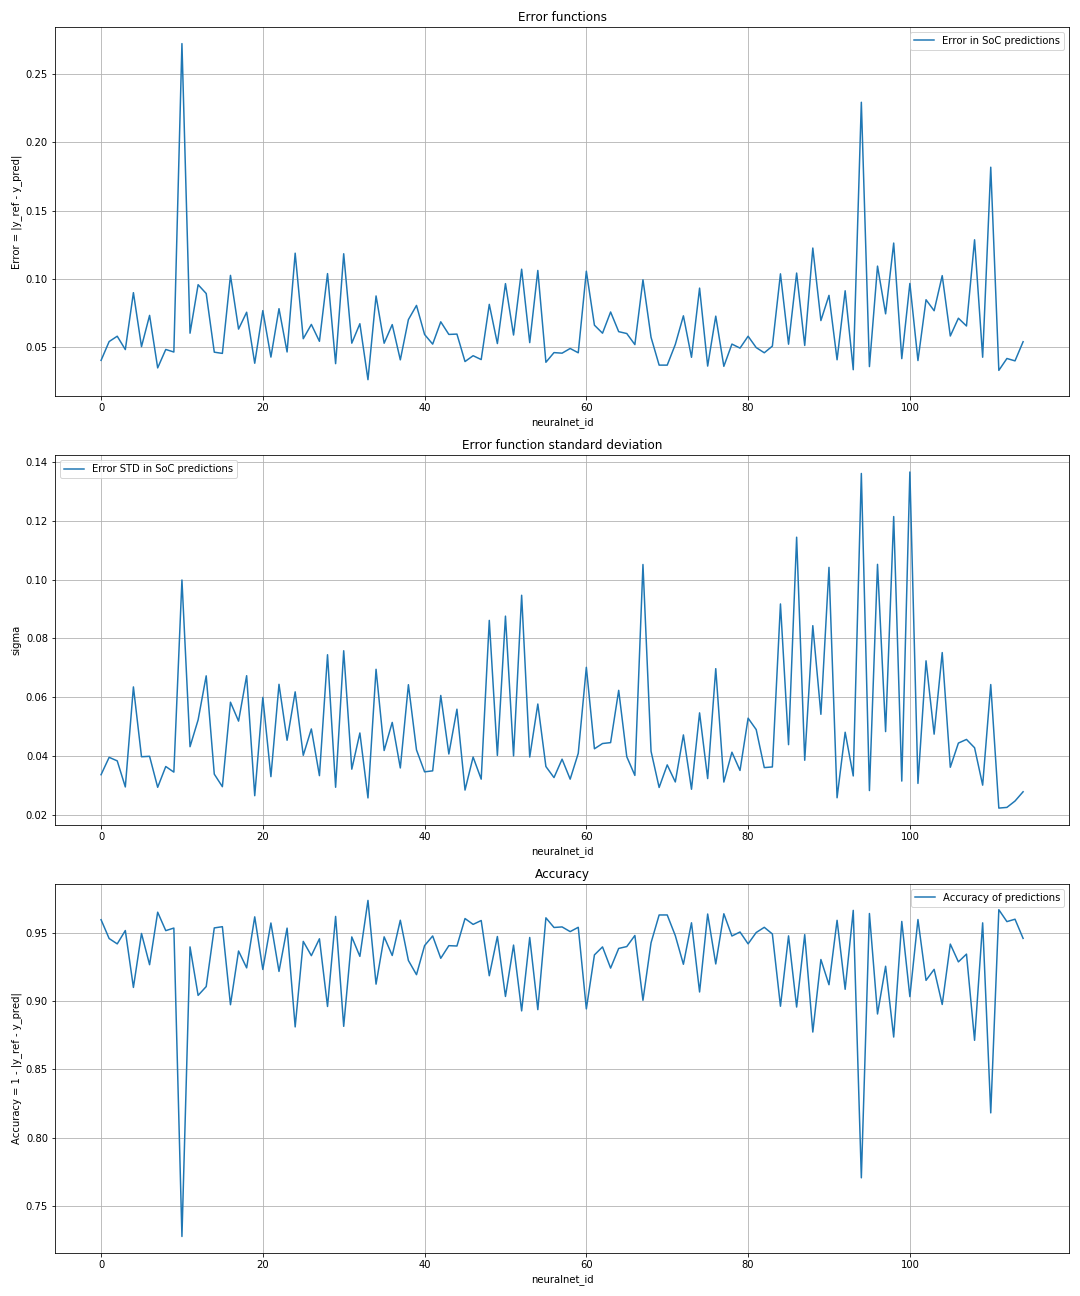 Error functions
Error in SoC predictions
Error = |y_ref - y_pred|
0.25
0.20
0.15
0.10
0.05
0 20 40 60 80 100
neuralnet_id
Error function standard deviation
Error STD in SoC predictions
sigma
0.14
0.12
0.10
0.08
0.06
0.04
0.02
0 20 40 60 80 100
neuralnet_id
Accuracy
Accuracy of predictions
Accuracy = 1 - |y_ref - y_pred|
0.95
0.90
0.85
0.80
0.75
0 20 40 60 80 100
neuralnet_id